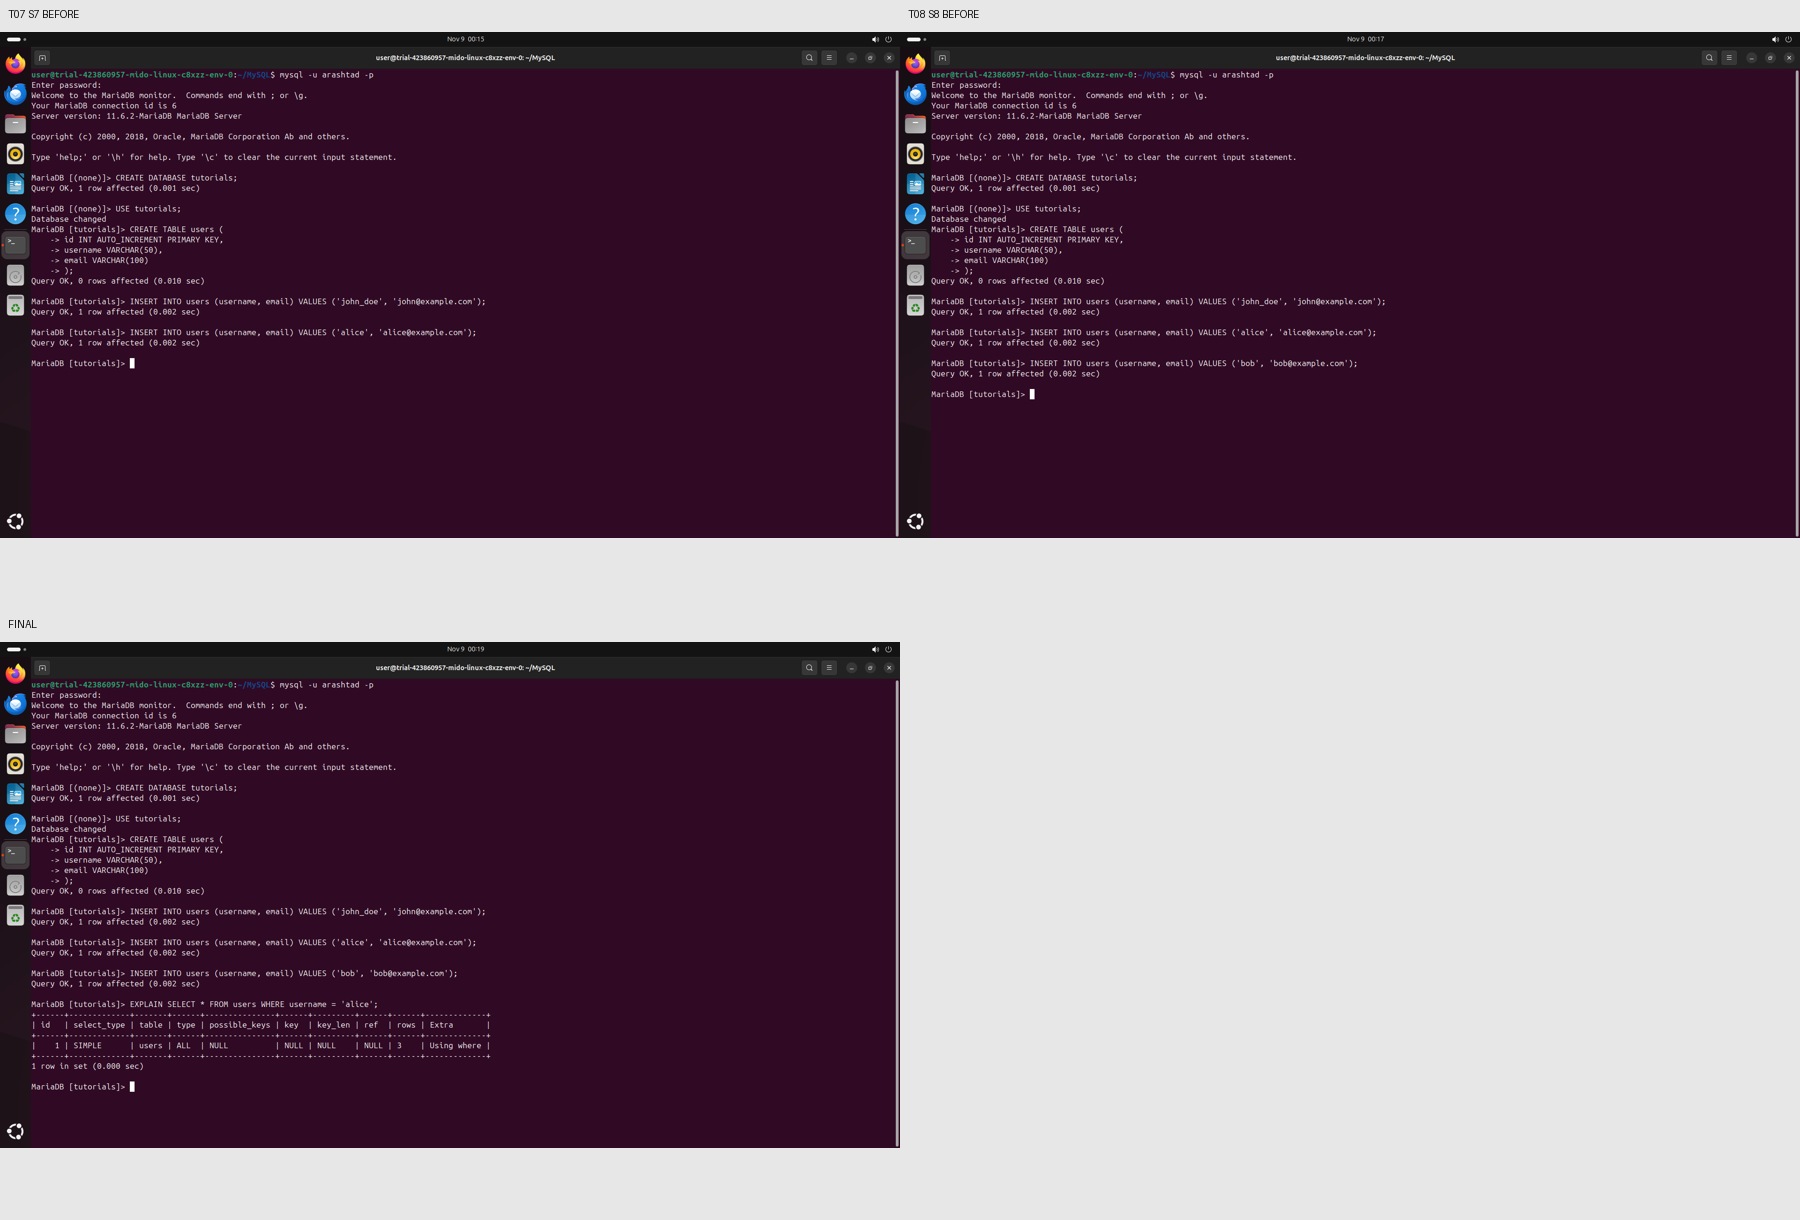 T07 S7 BEFORE
Nov 9 00:15
user@trial-423860957-mido-linux-c8xzz-env-0: ~/MySQL
user@trial-423860957-mido-linux-c8xzz-env-0:~/MySQL$ mysql -u arashtad -p
Enter password:
Welcome to the MariaDB monitor.  Commands end with ; or \g.
Your MariaDB connection id is 6
Server version: 11.6.2-MariaDB MariaDB Server
Copyright (c) 2000, 2018, Oracle, MariaDB Corporation Ab and others.
Type 'help;' or '\h' for help. Type '\c' to clear the current input statement.
MariaDB [(none)]> CREATE DATABASE tutorials;
Query OK, 1 row affected (0.001 sec)
MariaDB [(none)]> USE tutorials;
Database changed
MariaDB [tutorials]> CREATE TABLE users (
    -> id INT AUTO_INCREMENT PRIMARY KEY,
    -> username VARCHAR(50),
    -> email VARCHAR(100)
    -> );
Query OK, 0 rows affected (0.010 sec)
MariaDB [tutorials]> INSERT INTO users (username, email) VALUES ('john_doe', 'john@example.com');
Query OK, 1 row affected (0.002 sec)
MariaDB [tutorials]> INSERT INTO users (username, email) VALUES ('alice', 'alice@example.com');
Query OK, 1 row affected (0.002 sec)
MariaDB [tutorials]>
T08 S8 BEFORE
Nov 9 00:17
user@trial-423860957-mido-linux-c8xzz-env-0: ~/MySQL
user@trial-423860957-mido-linux-c8xzz-env-0:~/MySQL$ mysql -u arashtad -p
Enter password:
Welcome to the MariaDB monitor.  Commands end with ; or \g.
Your MariaDB connection id is 6
Server version: 11.6.2-MariaDB MariaDB Server
Copyright (c) 2000, 2018, Oracle, MariaDB Corporation Ab and others.
Type 'help;' or '\h' for help. Type '\c' to clear the current input statement.
MariaDB [(none)]> CREATE DATABASE tutorials;
Query OK, 1 row affected (0.001 sec)
MariaDB [(none)]> USE tutorials;
Database changed
MariaDB [tutorials]> CREATE TABLE users (
    -> id INT AUTO_INCREMENT PRIMARY KEY,
    -> username VARCHAR(50),
    -> email VARCHAR(100)
    -> );
Query OK, 0 rows affected (0.010 sec)
MariaDB [tutorials]> INSERT INTO users (username, email) VALUES ('john_doe', 'john@example.com');
Query OK, 1 row affected (0.002 sec)
MariaDB [tutorials]> INSERT INTO users (username, email) VALUES ('alice', 'alice@example.com');
Query OK, 1 row affected (0.002 sec)
MariaDB [tutorials]> INSERT INTO users (username, email) VALUES ('bob', 'bob@example.com');
Query OK, 1 row affected (0.002 sec)
MariaDB [tutorials]>
FINAL
Nov 9 00:19
user@trial-423860957-mido-linux-c8xzz-env-0: ~/MySQL
user@trial-423860957-mido-linux-c8xzz-env-0:~/MySQL$ mysql -u arashtad -p
Enter password:
Welcome to the MariaDB monitor.  Commands end with ; or \g.
Your MariaDB connection id is 6
Server version: 11.6.2-MariaDB MariaDB Server
Copyright (c) 2000, 2018, Oracle, MariaDB Corporation Ab and others.
Type 'help;' or '\h' for help. Type '\c' to clear the current input statement.
MariaDB [(none)]> CREATE DATABASE tutorials;
Query OK, 1 row affected (0.001 sec)
MariaDB [(none)]> USE tutorials;
Database changed
MariaDB [tutorials]> CREATE TABLE users (
    -> id INT AUTO_INCREMENT PRIMARY KEY,
    -> username VARCHAR(50),
    -> email VARCHAR(100)
    -> );
Query OK, 0 rows affected (0.010 sec)
MariaDB [tutorials]> INSERT INTO users (username, email) VALUES ('john_doe', 'john@example.com');
Query OK, 1 row affected (0.002 sec)
MariaDB [tutorials]> INSERT INTO users (username, email) VALUES ('alice', 'alice@example.com');
Query OK, 1 row affected (0.002 sec)
MariaDB [tutorials]> INSERT INTO users (username, email) VALUES ('bob', 'bob@example.com');
Query OK, 1 row affected (0.002 sec)
MariaDB [tutorials]> EXPLAIN SELECT * FROM users WHERE username = 'alice';
+------+-------------+-------+------+---------------+------+---------+------+------+-------------+
| id   | select_type | table | type | possible_keys | key  | key_len | ref  | rows | Extra       |
+------+-------------+-------+------+---------------+------+---------+------+------+-------------+
|    1 | SIMPLE      | users | ALL  | NULL          | NULL | NULL    | NULL | 3    | Using where |
+------+-------------+-------+------+---------------+------+---------+------+------+-------------+
1 row in set (0.000 sec)
MariaDB [tutorials]>